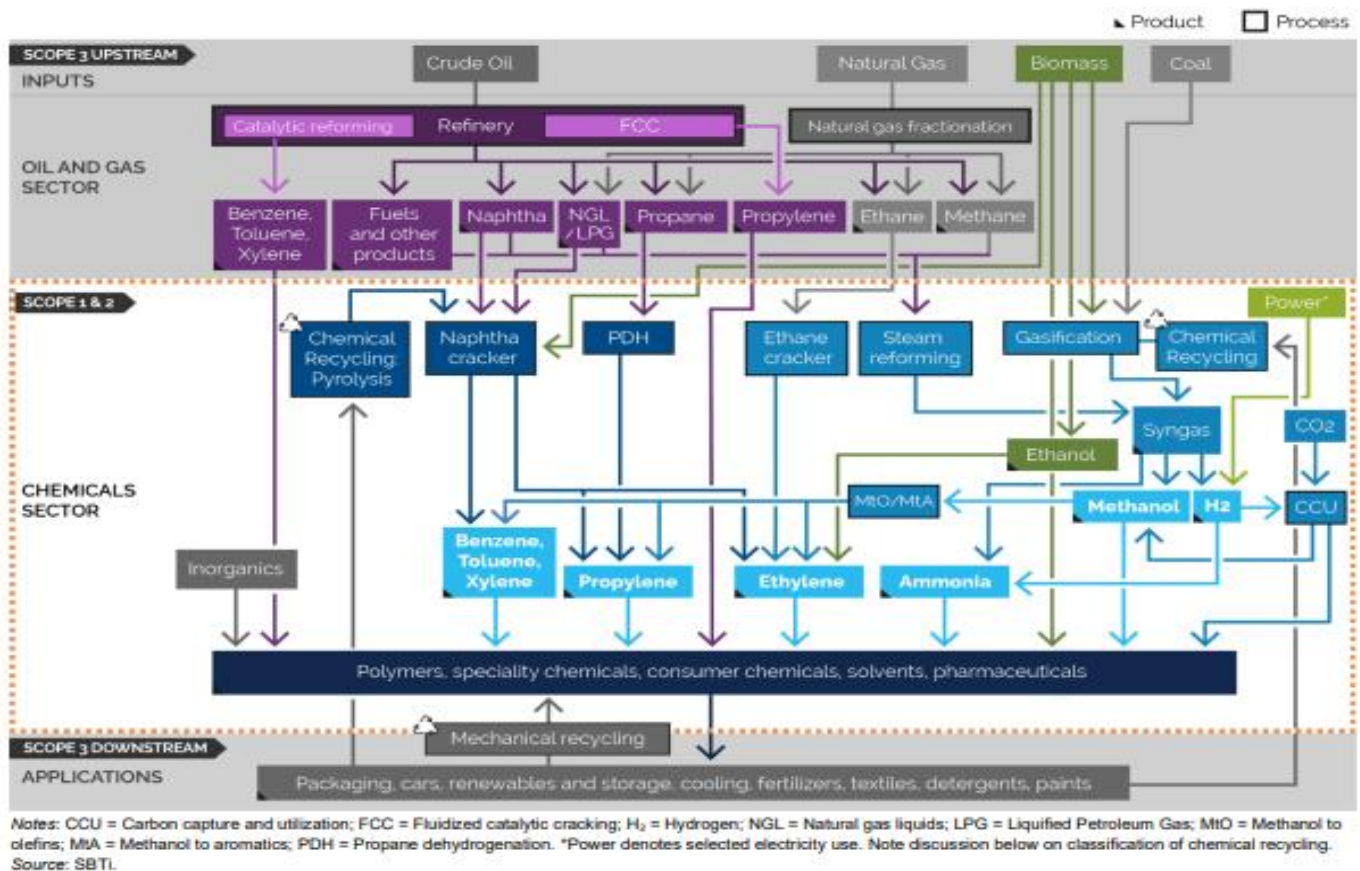 Product
Process
SCOPE 3 UPSTREAM
INPUTS
Crude Oil
Natural Gas
Biomass
Coal
OIL AND GAS
SECTOR
Catalytic reforming
Refinery
FCC
Natural gas fractionation
Benzene,
Toluene,
Xylene
Fuels
and other
products
Naphtha
NGL
/LPG
Propane
Propylene
Ethane
Methane
SCOPE 1 & 2
Power*
Chemical
Recycling:
Pyrolysis
Naphtha
cracker
PDH
Ethane
cracker
Steam
reforming
Gasification
Chemical
Recycling
Syngas
CO2
Ethanol
CHEMICALS
SECTOR
MtO/MtA
Methanol
H2
CCU
Benzene,
Toluene,
Xylene
Propylene
Ethylene
Ammonia
Inorganics
Polymers, speciality chemicals, consumer chemicals, solvents, pharmaceuticals
Mechanical recycling
SCOPE 3 DOWNSTREAM
APPLICATIONS
Packaging, cars, renewables and storage, cooling, fertilizers, textiles, detergents, paints
Notes: CCU = Carbon capture and utilization; FCC = Fluidized catalytic cracking; H₂ = Hydrogen; NGL = Natural gas liquids; LPG = Liquified Petroleum Gas; MtO = Methanol to
olefins; MtA = Methanol to aromatics; PDH = Propane dehydrogenation. *Power denotes selected electricity use. Note discussion below on classification of chemical recycling.
Source: SBTi.